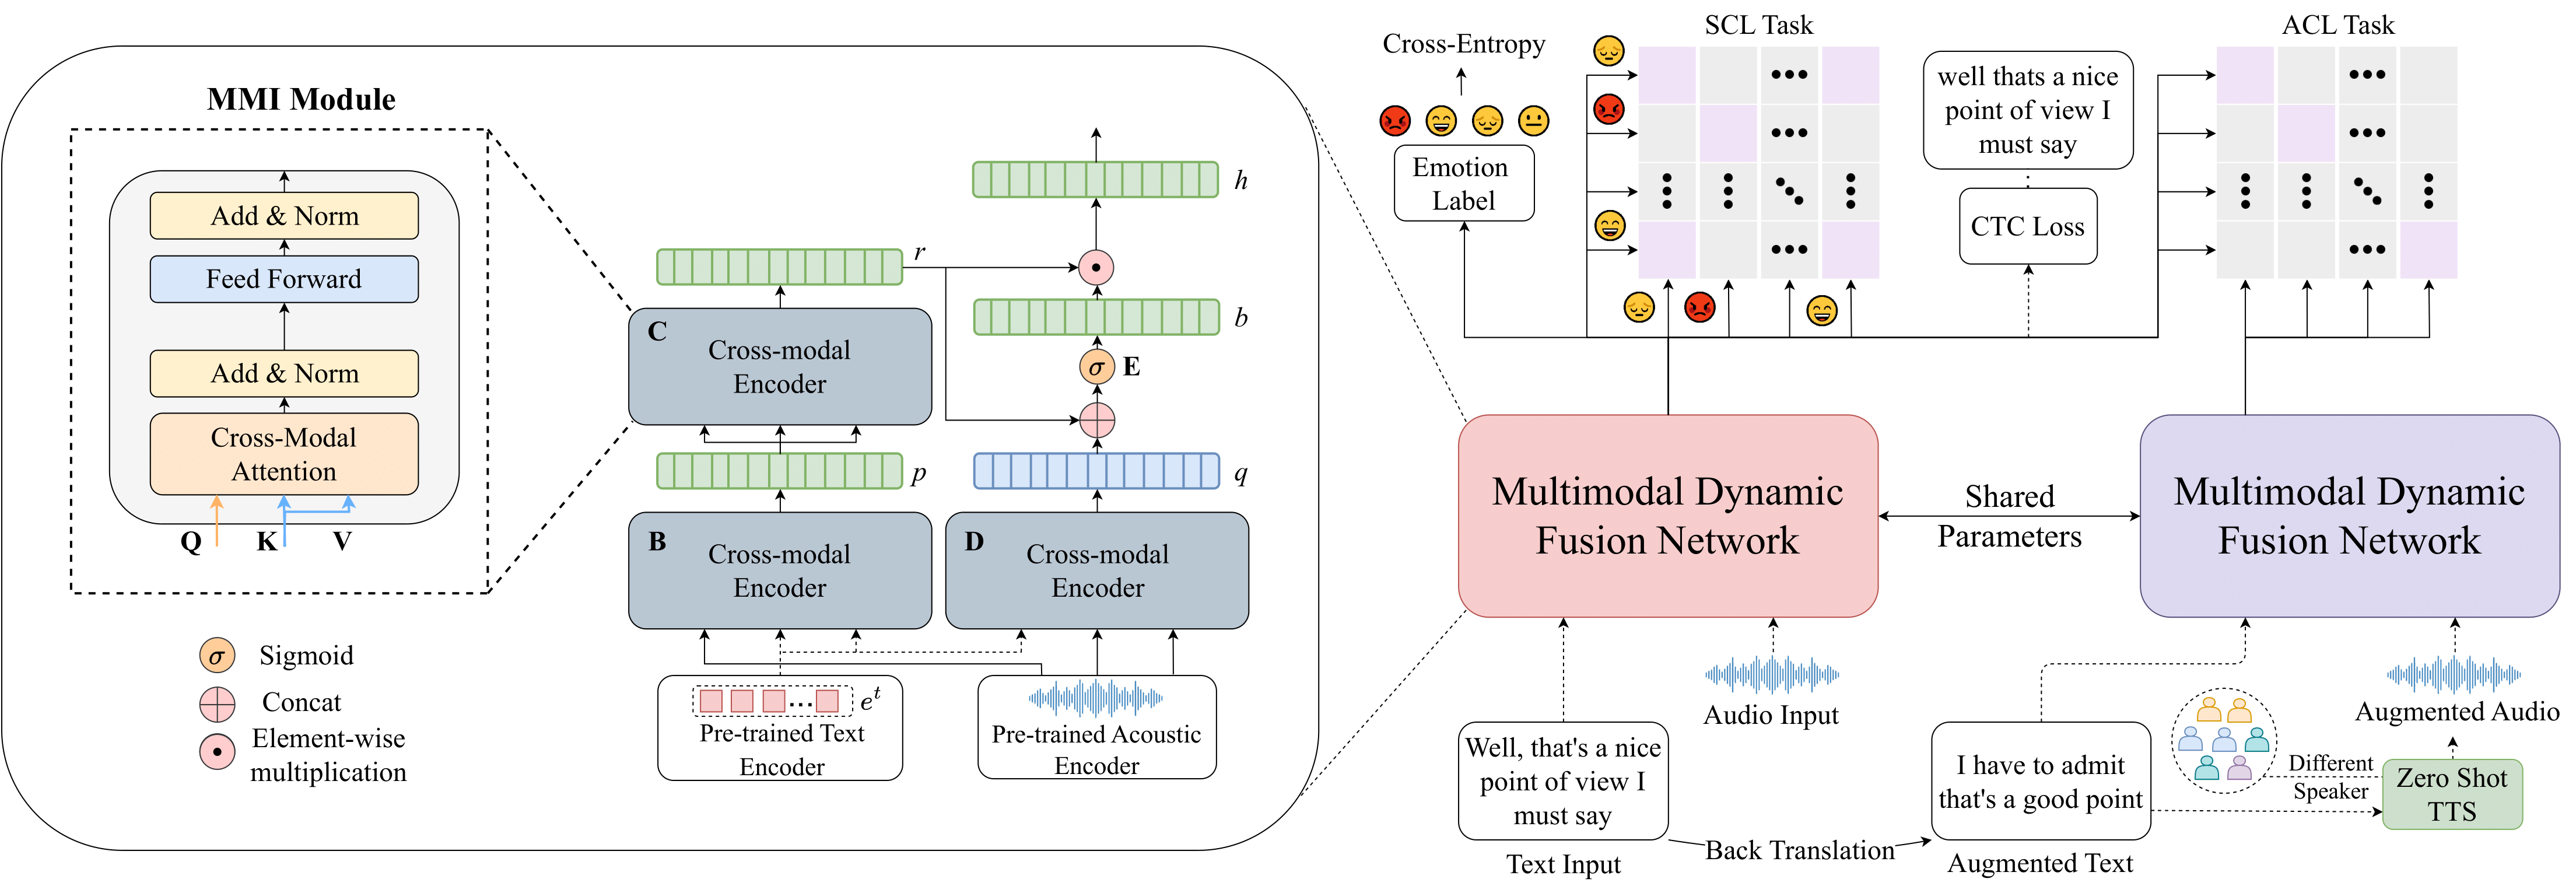 MMI Module
Add & Norm
Feed Forward
Add & Norm
Cross-Modal
Attention
Q
K
V
σ
Sigmoid
Concat
Element-wise
multiplication
h
r
b
C
Cross-modal
Encoder
σ
E
p
q
B
Cross-modal
Encoder
D
Cross-modal
Encoder
e^t
Pre-trained Text
Encoder
Pre-trained Acoustic
Encoder
Cross-Entropy
Emotion
Label
SCL Task
well thats a nice
point of view I
must say
CTC Loss
ACL Task
Multimodal Dynamic
Fusion Network
Shared
Parameters
Multimodal Dynamic
Fusion Network
Audio Input
Well, that's a nice
point of view I
must say
Text Input
Back Translation
I have to admit
that's a good point
Augmented Text
Different
Speaker
Augmented Audio
Zero Shot
TTS